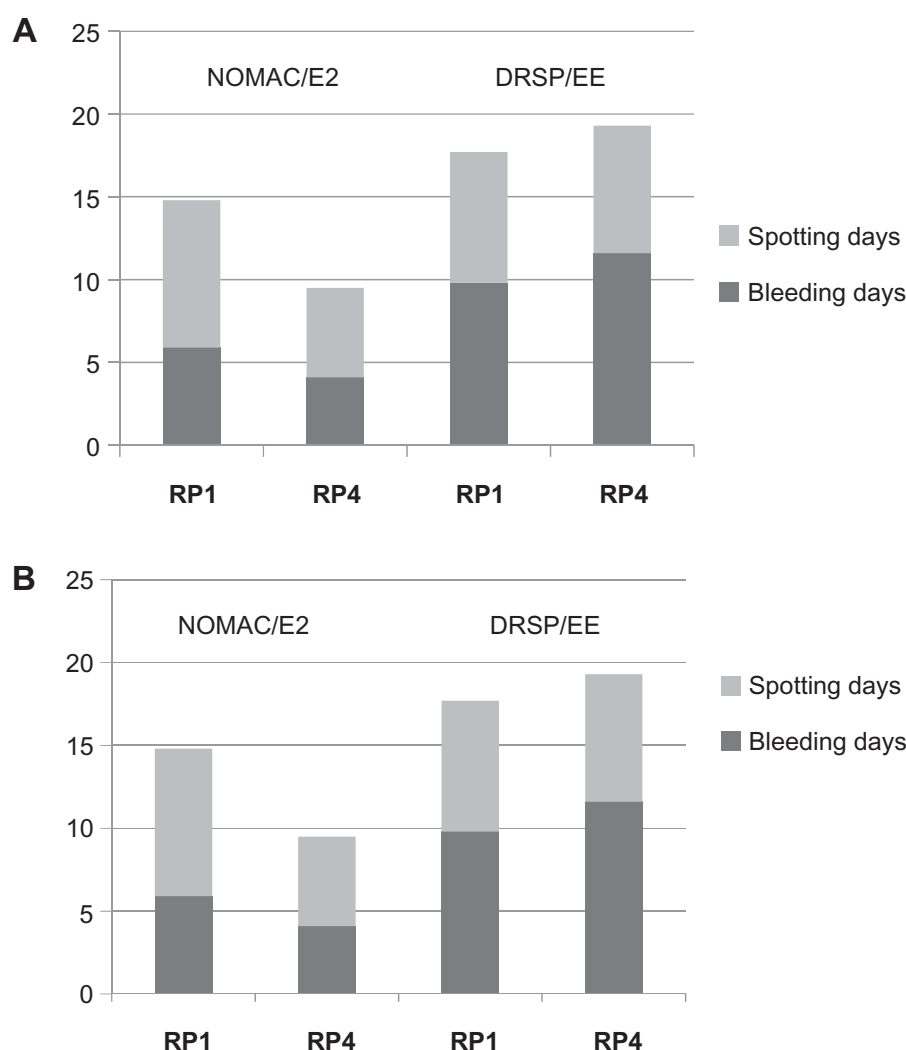 A
25
20
15
10
5
0
NOMAC/E2 DRSP/EE
Spotting days
Bleeding days
RP1 RP4 RP1 RP4
B
25
20
15
10
5
0
NOMAC/E2 DRSP/EE
Spotting days
Bleeding days
RP1 RP4 RP1 RP4